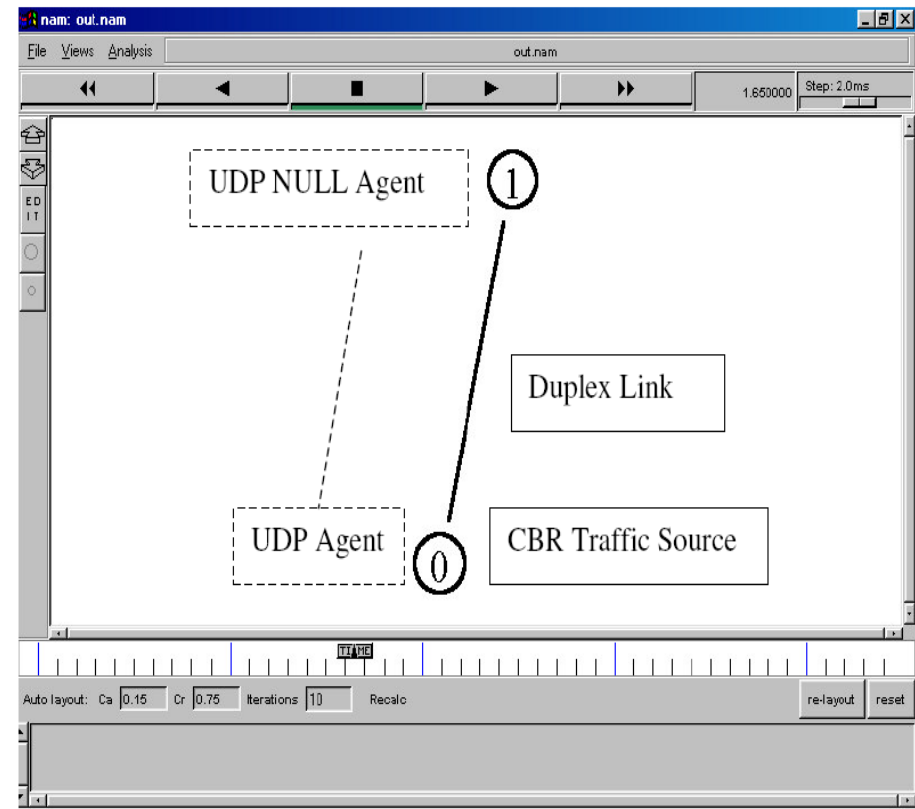 nam: out.nam
File Views Analysis out.nam
1.650000 Step: 2.0ms
ED
IT
UDP NULL Agent 1
Duplex Link
UDP Agent 0 CBR Traffic Source
TIME
Auto layout: Ca 0.15 Cr 0.75 Iterations 10 Recalc re-layout reset